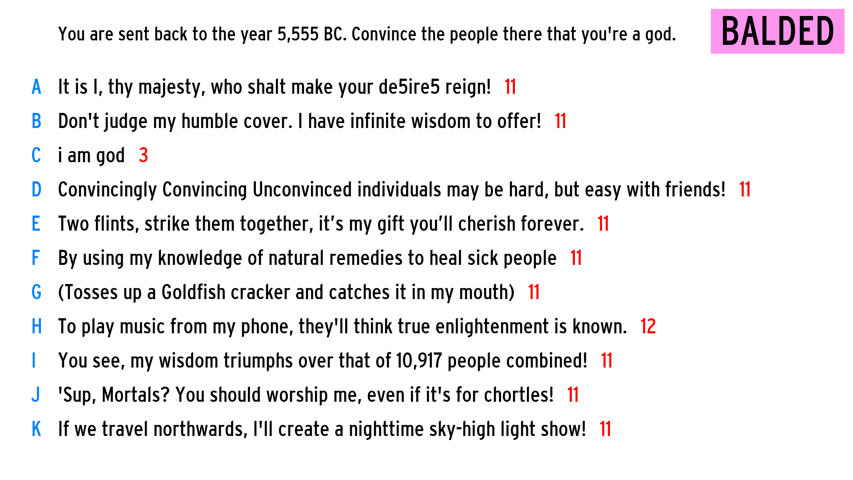 You are sent back to the year 5,555 BC. Convince the people there that you're a god. BALDED
A It is I, thy majesty, who shalt make your de5ire5 reign! 11
B Don't judge my humble cover. I have infinite wisdom to offer! 11
C i am god 3
D Convincingly Convincing Unconvinced individuals may be hard, but easy with friends! 11
E Two flints, strike them together, it’s my gift you’ll cherish forever. 11
F By using my knowledge of natural remedies to heal sick people 11
G (Tosses up a Goldfish cracker and catches it in my mouth) 11
H To play music from my phone, they'll think true enlightenment is known. 12
I You see, my wisdom triumphs over that of 10,917 people combined! 11
J 'Sup, Mortals? You should worship me, even if it's for chortles! 11
K If we travel northwards, I'll create a nighttime sky-high light show! 11